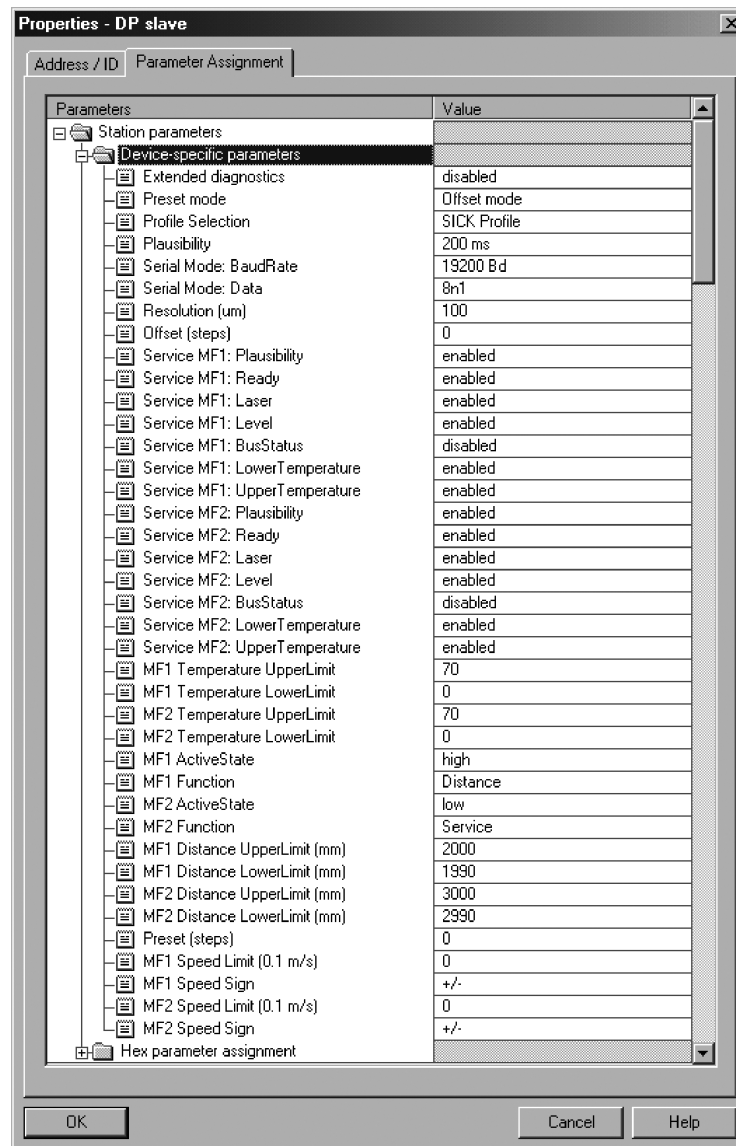 Properties - DP slave
Address / ID Parameter Assignment
Parameters Value
Station parameters
Device-specific parameters
Extended diagnostics disabled
Preset mode Offset mode
Profile Selection SICK Profile
Plausibility 200 ms
Serial Mode: BaudRate 19200 Bd
Serial Mode: Data 8n1
Resolution (um) 100
Offset (steps) 0
Service MF1: Plausibility enabled
Service MF1: Ready enabled
Service MF1: Laser enabled
Service MF1: Level enabled
Service MF1: BusStatus disabled
Service MF1: LowerTemperature enabled
Service MF1: UpperTemperature enabled
Service MF2: Plausibility enabled
Service MF2: Ready enabled
Service MF2: Laser enabled
Service MF2: Level enabled
Service MF2: BusStatus disabled
Service MF2: LowerTemperature enabled
Service MF2: UpperTemperature enabled
MF1 Temperature UpperLimit 70
MF1 Temperature LowerLimit 0
MF2 Temperature UpperLimit 70
MF2 Temperature LowerLimit 0
MF1 ActiveState high
MF1 Function Distance
MF2 ActiveState low
MF2 Function Service
MF1 Distance UpperLimit (mm) 2000
MF1 Distance LowerLimit (mm) 1990
MF2 Distance UpperLimit (mm) 3000
MF2 Distance LowerLimit (mm) 2990
Preset (steps) 0
MF1 Speed Limit (0.1 m/s) 0
MF1 Speed Sign +/-
MF2 Speed Limit (0.1 m/s) 0
MF2 Speed Sign +/-
Hex parameter assignment
OK Cancel Help